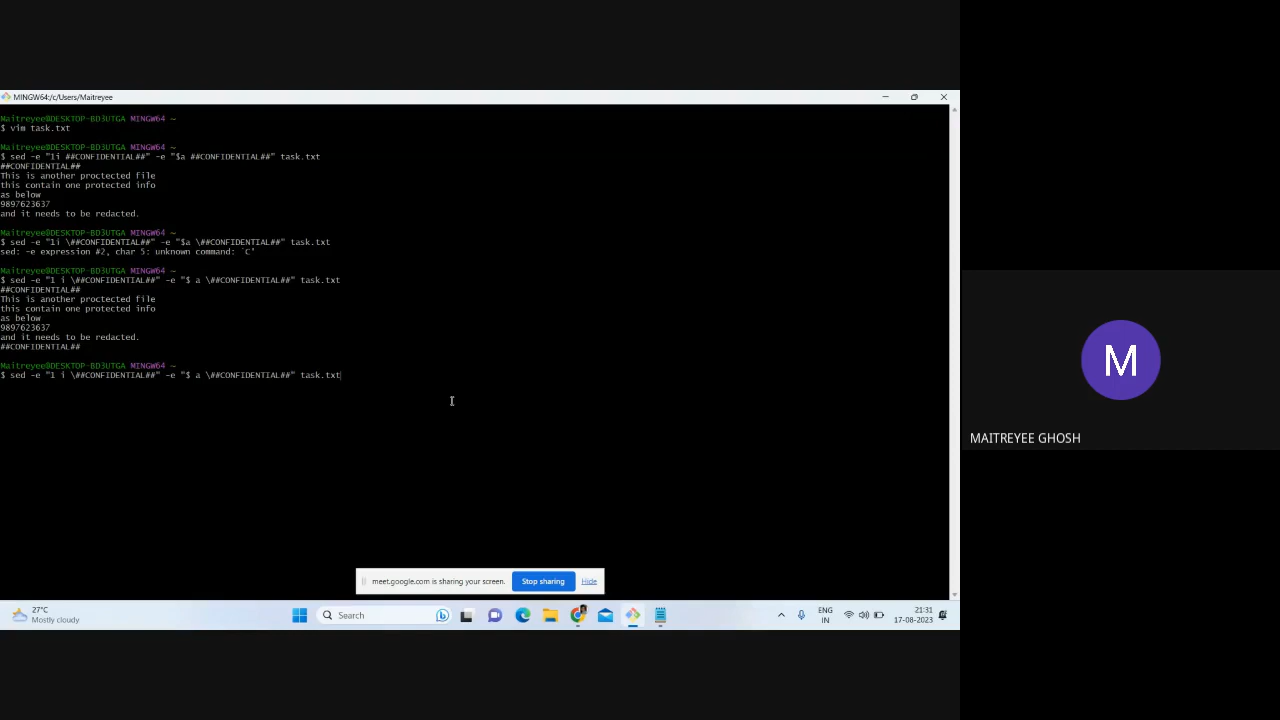 MINGW64:/c/Users/Maitreyee
Maitreyee@DESKTOP-BD3UTGA MINGW64 ~
$ vim task.txt
Maitreyee@DESKTOP-BD3UTGA MINGW64 ~
$ sed -e "1i ##CONFIDENTIAL##" -e "$a ##CONFIDENTIAL##" task.txt
##CONFIDENTIAL##
This is another proctected file
this contain one protected info
as below
9897623637
and it needs to be redacted.
Maitreyee@DESKTOP-BD3UTGA MINGW64 ~
$ sed -e "1i \##CONFIDENTIAL##" -e "$a \##CONFIDENTIAL##" task.txt
sed: -e expression #2, char 5: unknown command: `C'
Maitreyee@DESKTOP-BD3UTGA MINGW64 ~
$ sed -e "1 i \##CONFIDENTIAL##" -e "$ a \##CONFIDENTIAL##" task.txt
##CONFIDENTIAL##
This is another proctected file
this contain one protected info
as below
9897623637
and it needs to be redacted.
##CONFIDENTIAL##
Maitreyee@DESKTOP-BD3UTGA MINGW64 ~
$ sed -e "1 i \##CONFIDENTIAL##" -e "$ a \##CONFIDENTIAL##" task.txt
M
MAITREYEE GHOSH
meet.google.com is sharing your screen. Stop sharing Hide
27°C
Mostly cloudy
Search
ENG
IN
21:31
17-08-2023